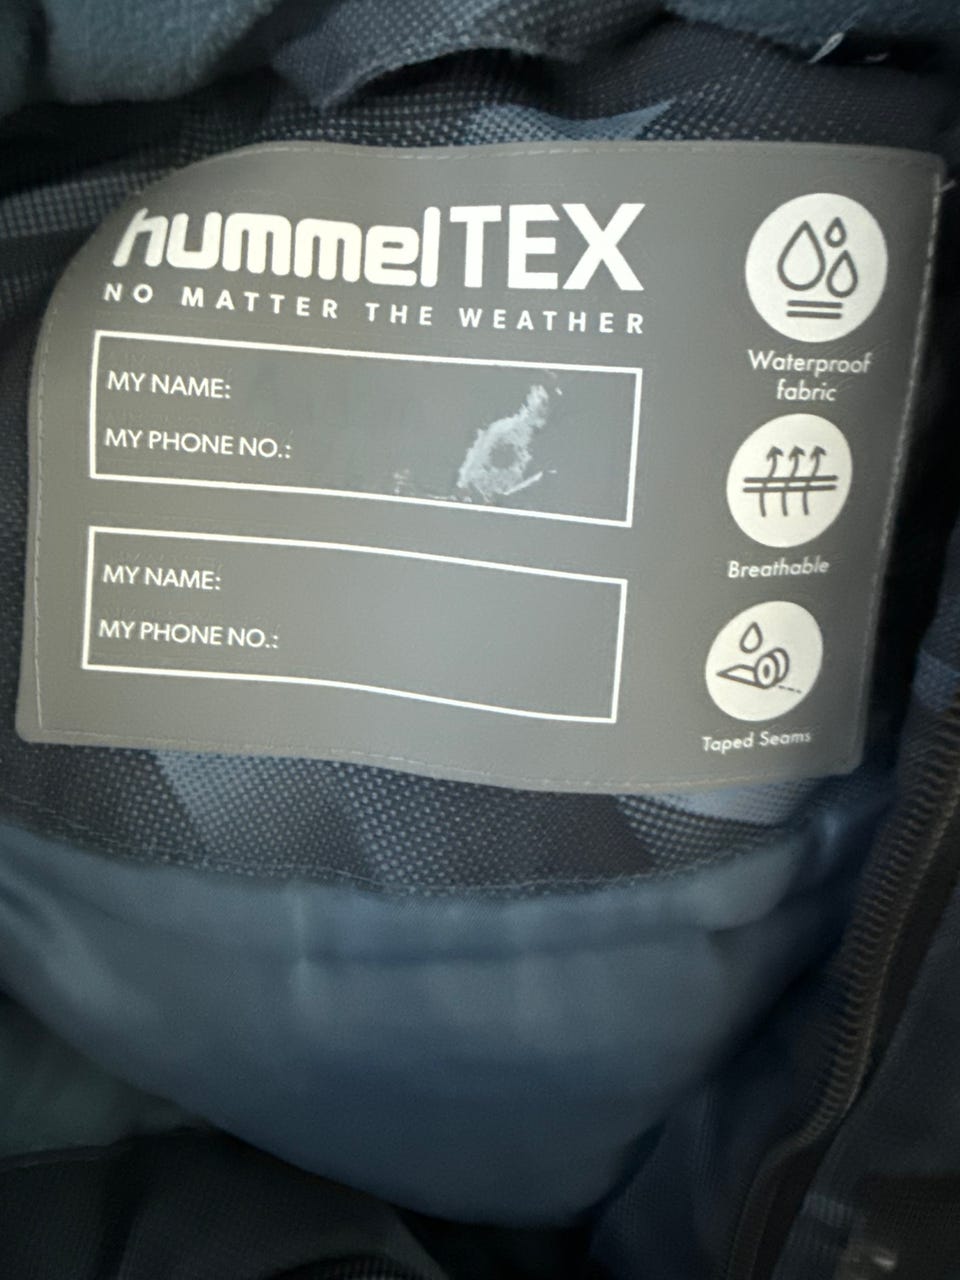 hummelTEX
NO MATTER THE WEATHER
MY NAME:
MY PHONE NO.:
MY NAME:
MY PHONE NO.:
Waterproof
fabric
Breathable
Taped Seams